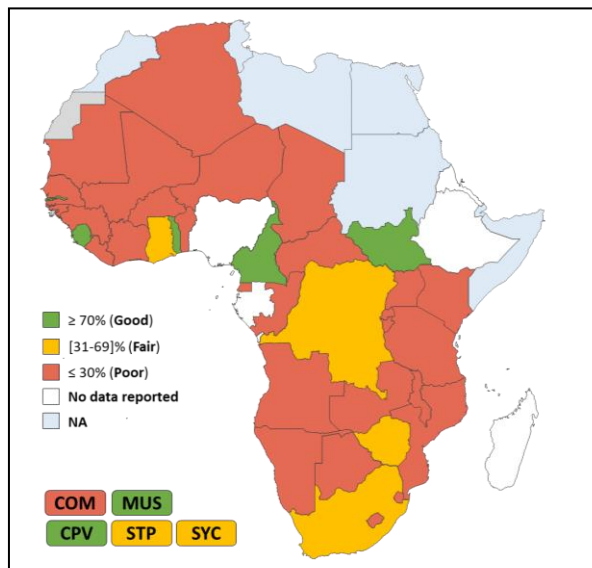 ≥ 70% (Good)
[31-69]% (Fair)
≤ 30% (Poor)
No data reported
NA
COM MUS
CPV STP SYC